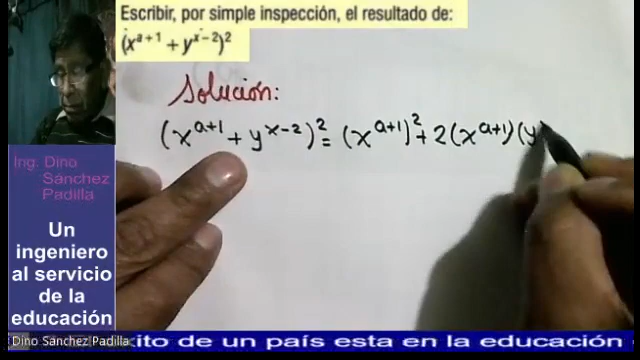 Escribir, por simple inspección, el resultado de:
(x^{a+1} + y^{x-2})^2
Solución:
(x^{a+1} + y^{x-2})^2 = (x^{a+1})^2 + 2(x^{a+1})(y
Ing: Dino
Sánchez
Padilla
Un
ingeniero
al servicio
de la
educación
Dino Sánchez Padilla
ito de un país esta en la educación